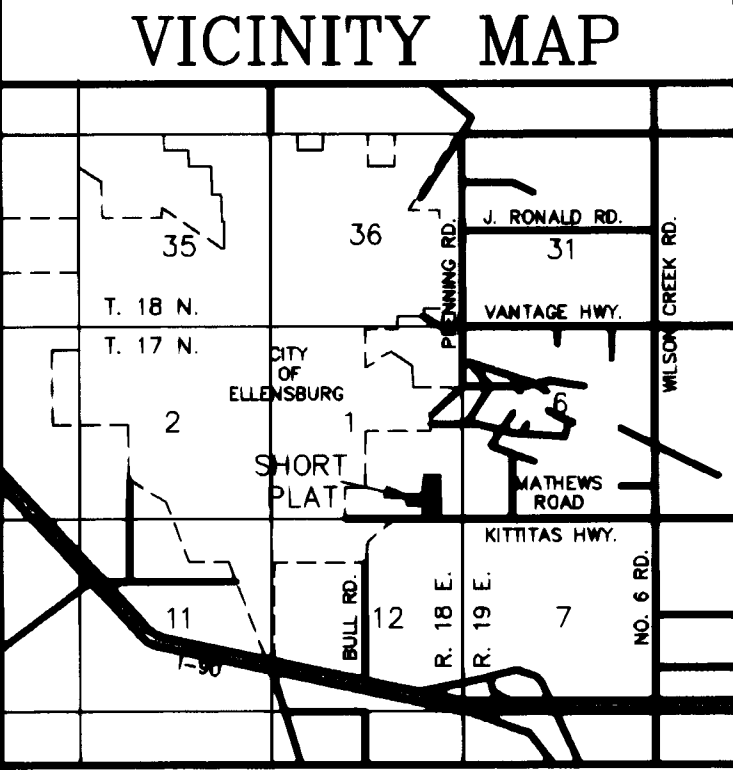 VICINITY MAP
J. RONALD RD.
35
36
31
PFENNING RD.
WILSON CREEK RD.
T. 18 N.
VANTAGE HWY.
T. 17 N.
CITY
OF
ELLENSBURG
2
1
6
SHORT
PLAT
MATHEWS
ROAD
KITTITAS HWY.
BULL RD.
R. 18 E.
R. 19 E.
NO. 6 RD.
11
12
7
I-90